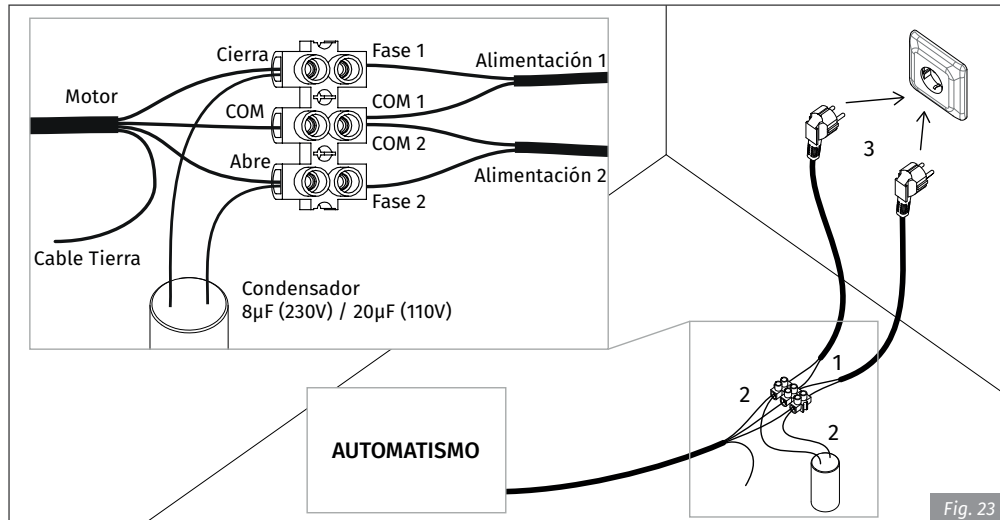 Cierra
Fase 1
Alimentación 1
Motor
COM
COM 1
COM 2
Abre
Alimentación 2
Fase 2
Cable Tierra
Condensador
8µF (230V) / 20µF (110V)
3
1
2
2
AUTOMATISMO
Fig. 23